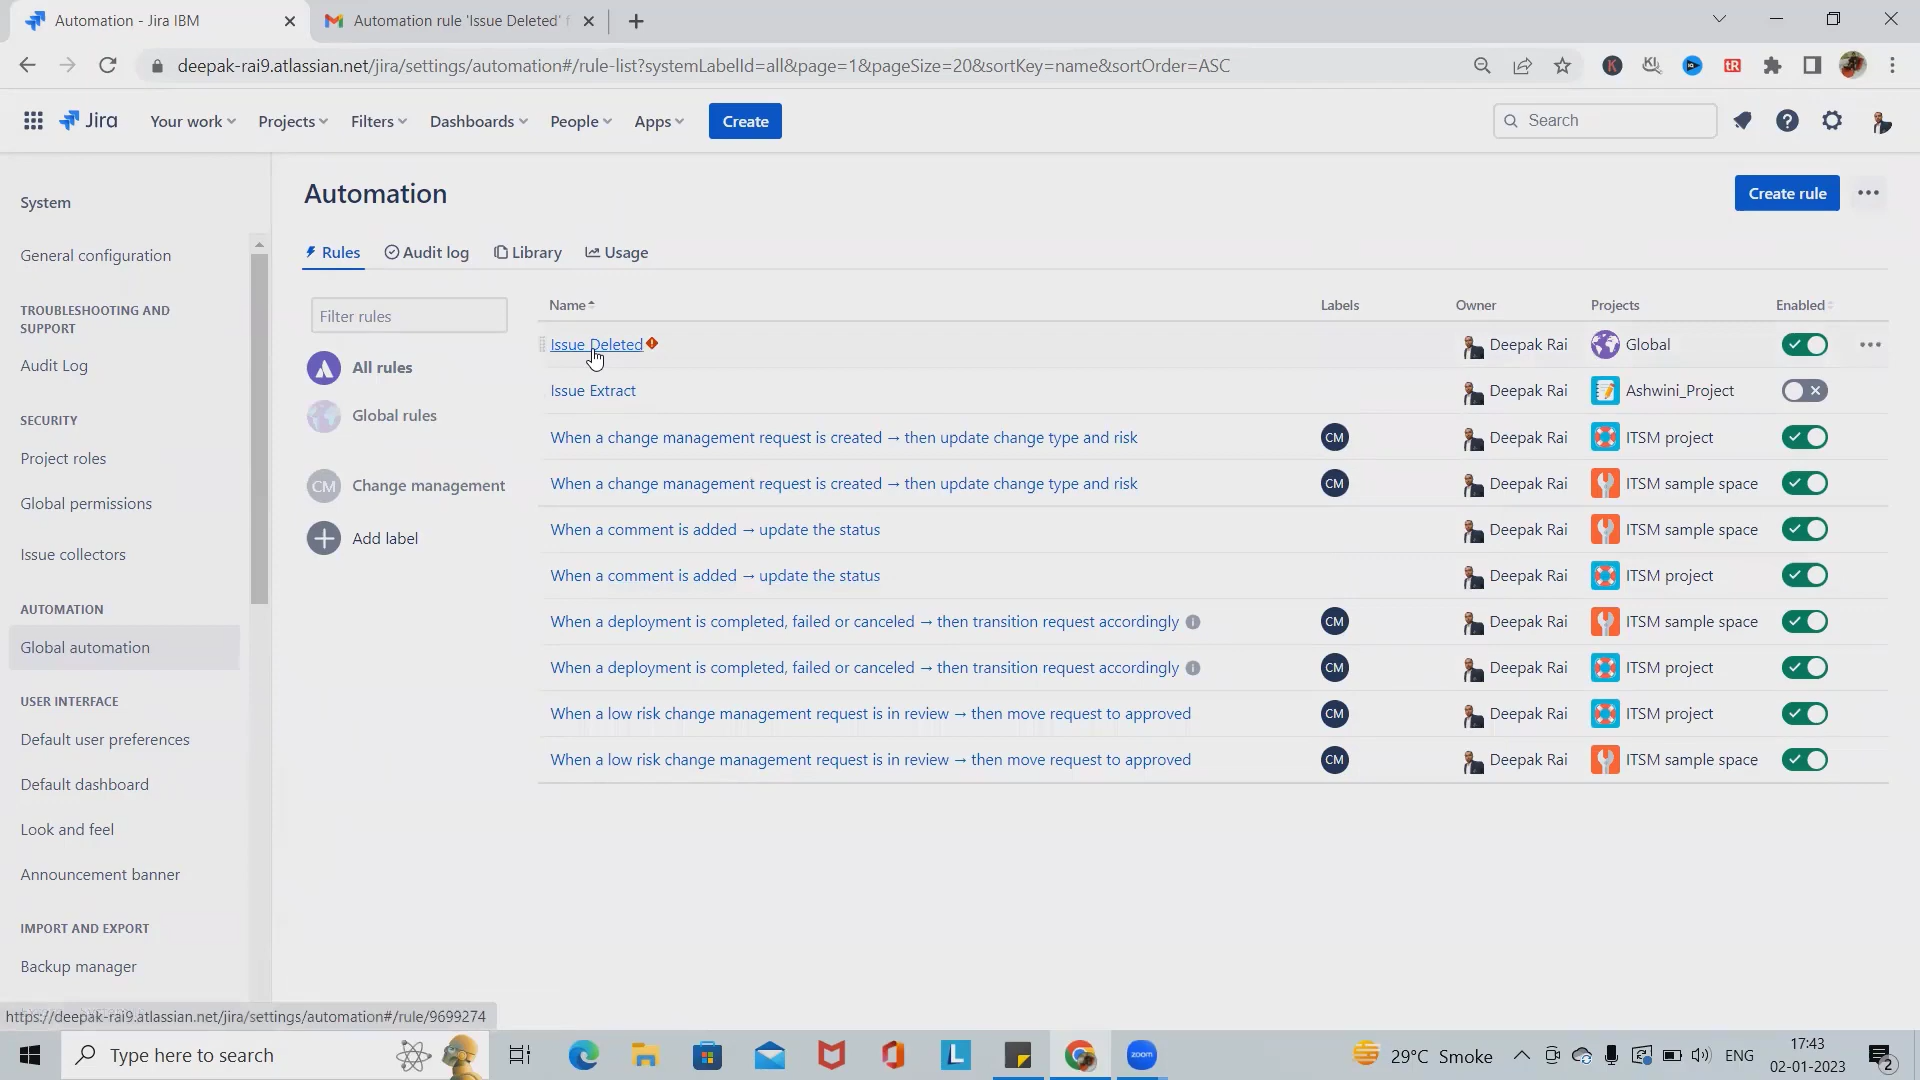 Automation - Jira IBM
Automation rule 'Issue Deleted' f
deepak-rai9.atlassian.net/jira/settings/automation#/rule-list?systemLabelId=all&page=1&pageSize=20&sortKey=name&sortOrder=ASC
Jira
Your work
Projects
Filters
Dashboards
People
Apps
Create
Search
System
General configuration
TROUBLESHOOTING AND
SUPPORT
Audit Log
SECURITY
Project roles
Global permissions
Issue collectors
AUTOMATION
Global automation
USER INTERFACE
Default user preferences
Default dashboard
Look and feel
Announcement banner
IMPORT AND EXPORT
Backup manager
Automation
Create rule
Rules
Audit log
Library
Usage
Filter rules
All rules
Global rules
CM Change management
Add label
Name Labels Owner Projects Enabled
Issue Deleted Deepak Rai Global
Issue Extract Deepak Rai Ashwini_Project
When a change management request is created → then update change type and risk CM Deepak Rai ITSM project
When a change management request is created → then update change type and risk CM Deepak Rai ITSM sample space
When a comment is added → update the status Deepak Rai ITSM sample space
When a comment is added → update the status Deepak Rai ITSM project
When a deployment is completed, failed or canceled → then transition request accordingly CM Deepak Rai ITSM sample space
When a deployment is completed, failed or canceled → then transition request accordingly CM Deepak Rai ITSM project
When a low risk change management request is in review → then move request to approved CM Deepak Rai ITSM project
When a low risk change management request is in review → then move request to approved CM Deepak Rai ITSM sample space
https://deepak-rai9.atlassian.net/jira/settings/automation#/rule/9699274
Type here to search
L
zoom
29°C Smoke
ENG
17:43
02-01-2023
2